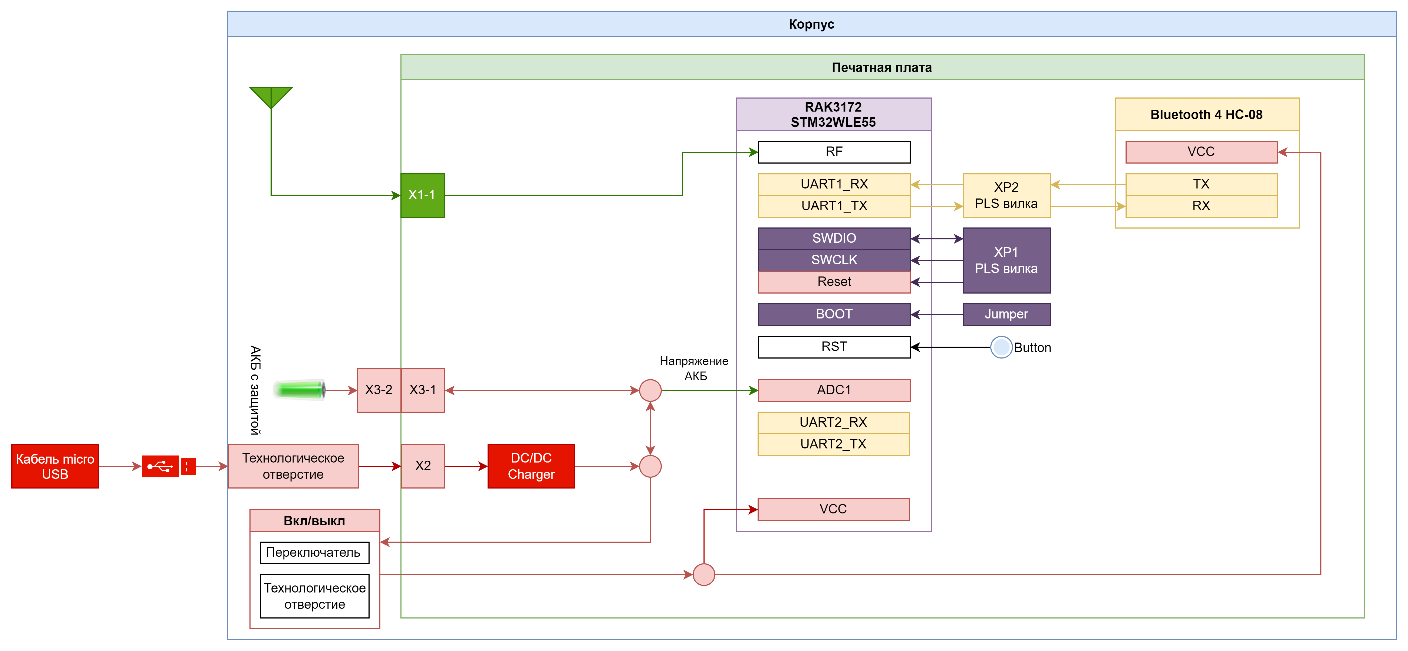 Корпус
Печатная плата
RAK3172
STM32WLE55
Bluetooth 4 HC-08
RF
VCC
X1-1
UART1_RX
UART1_TX
XP2
PLS вилка
TX
RX
SWDIO
SWCLK
Reset
XP1
PLS вилка
BOOT
Jumper
RST
Button
АКБ с защитой
Напряжение
АКБ
X3-2
X3-1
ADC1
UART2_RX
UART2_TX
Кабель micro
USB
Технологическое
отверстие
X2
DC/DC
Charger
Вкл/выкл
VCC
Переключатель
Технологическое
отверстие